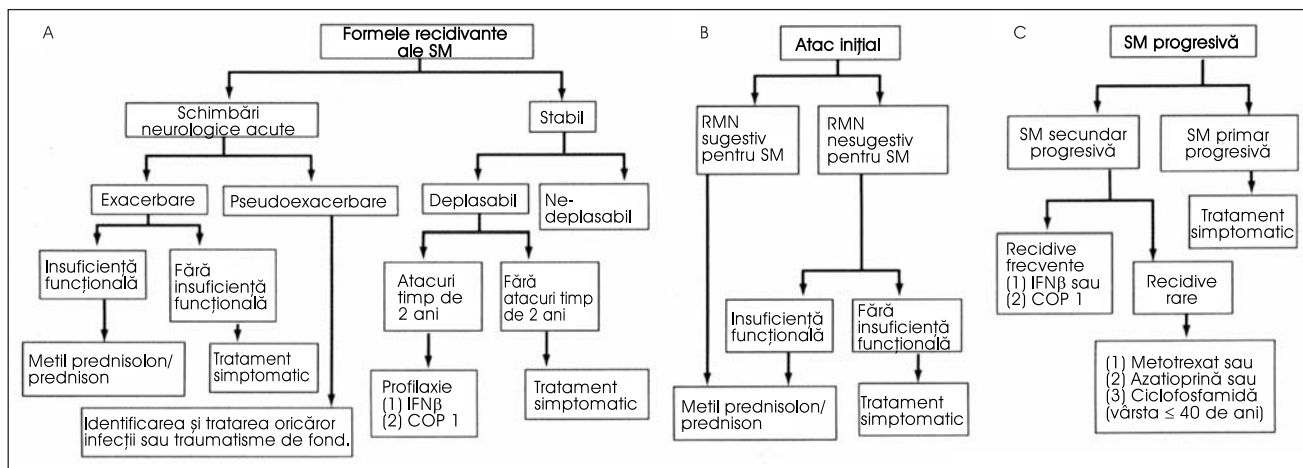 A
Formele recidivante
ale SM
Schimbări
neurologice acute
Stabil
Exacerbare
Pseudoexacerbare
Deplasabil
Ne-
deplasabil
Insuficiență
funcțională
Fără
insuficiență
funcțională
Atacuri
timp de
2 ani
Fără
atacuri timp
de 2 ani
Metil prednisolon/
prednison
Tratament
simptomatic
Profilaxie
(1) IFNβ
(2) COP 1
Tratament
simptomatic
Identificarea și tratarea oricăror
infecții sau traumatisme de fond.
B
Atac inițial
RMN
sugestiv
pentru SM
RMN
nesugestiv
pentru SM
Insuficiență
funcțională
Fără
insuficiență
funcțională
Metil prednisolon/
prednison
Tratament
simptomatic
C
SM progresivă
SM secundar
progresivă
SM primar
progresivă
Tratament
simptomatic
Recidive
frecvente
(1) IFNβ sau
(2) COP 1
Recidive
rare
(1) Metotrexat sau
(2) Azatioprină sau
(3) Ciclofosfamidă
(vârsta ≤ 40 de ani)